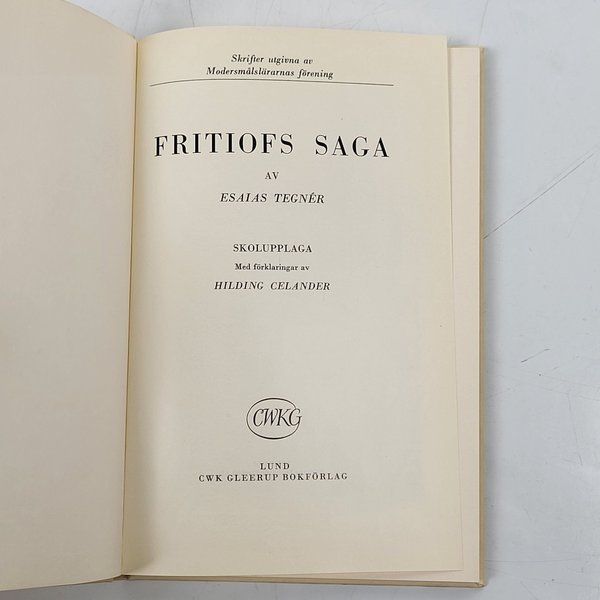 Skrifter utgivna av
Modersmålslärarnas förening
FRITIOFS SAGA
AV
ESAIAS TEGNÉR
SKOLUPPLAGA
Med förklaringar av
HILDING CELANDER
CWKG
LUND
CWK GLEERUP BOKFÖRLAG